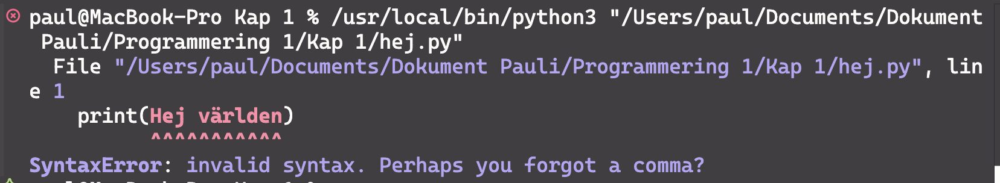 paul@MacBook-Pro Kap 1 % /usr/local/bin/python3 "/Users/paul/Documents/Dokument
Pauli/Programmering 1/Kap 1/hej.py"
File "/Users/paul/Documents/Dokument Pauli/Programmering 1/Kap 1/hej.py", lin
e 1
print(Hej världen)
^^^^^^^^^^^
SyntaxError: invalid syntax. Perhaps you forgot a comma?